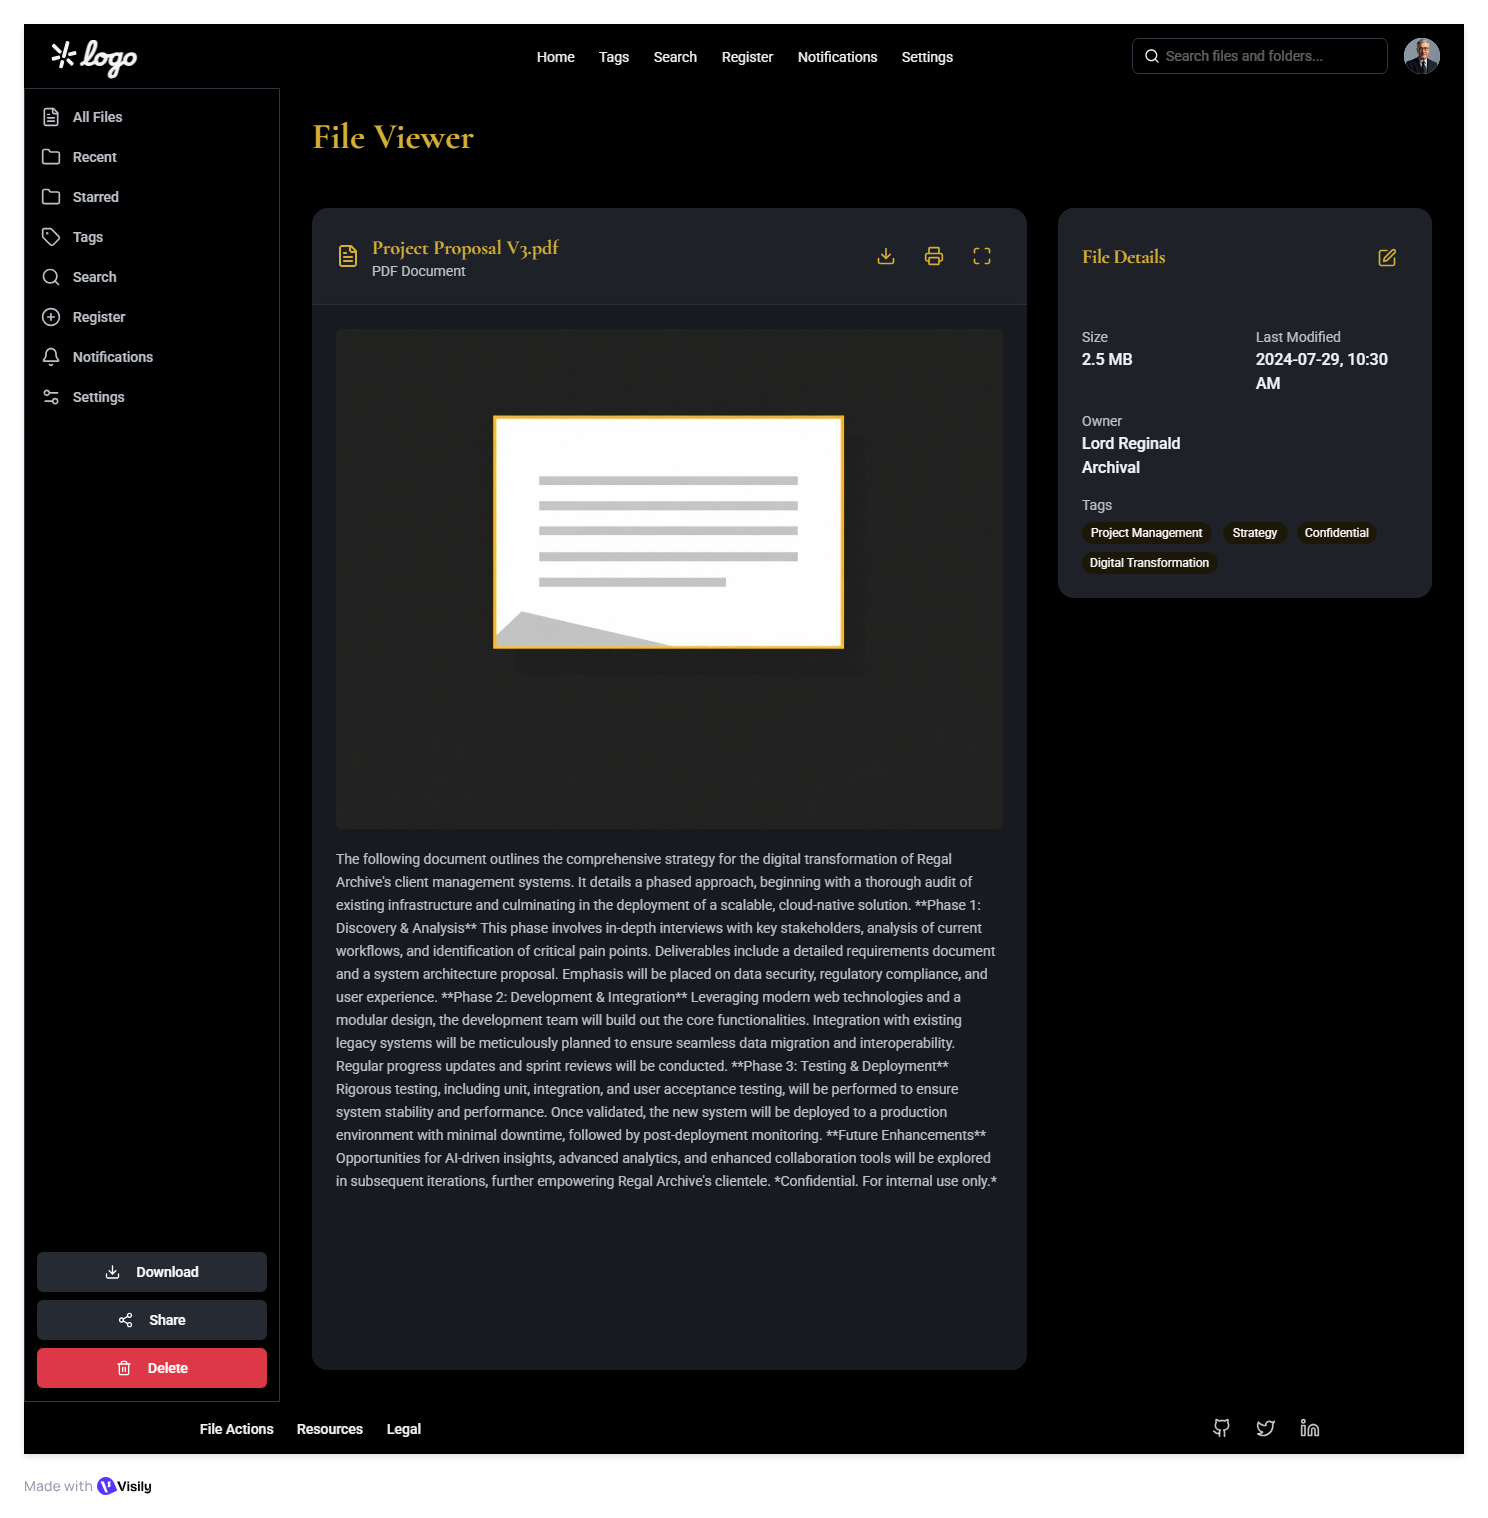 logo
Home Tags Search Register Notifications Settings
Search files and folders...
All Files
Recent
Starred
Tags
Search
Register
Notifications
Settings
Download
Share
Delete
File Viewer
Project Proposal V3.pdf
PDF Document
The following document outlines the comprehensive strategy for the digital transformation of Regal
Archive's client management systems. It details a phased approach, beginning with a thorough audit of
existing infrastructure and culminating in the deployment of a scalable, cloud-native solution. **Phase 1:
Discovery & Analysis** This phase involves in-depth interviews with key stakeholders, analysis of current
workflows, and identification of critical pain points. Deliverables include a detailed requirements document
and a system architecture proposal. Emphasis will be placed on data security, regulatory compliance, and
user experience. **Phase 2: Development & Integration** Leveraging modern web technologies and a
modular design, the development team will build out the core functionalities. Integration with existing
legacy systems will be meticulously planned to ensure seamless data migration and interoperability.
Regular progress updates and sprint reviews will be conducted. **Phase 3: Testing & Deployment**
Rigorous testing, including unit, integration, and user acceptance testing, will be performed to ensure
system stability and performance. Once validated, the new system will be deployed to a production
environment with minimal downtime, followed by post-deployment monitoring. **Future Enhancements**
Opportunities for AI-driven insights, advanced analytics, and enhanced collaboration tools will be explored
in subsequent iterations, further empowering Regal Archive's clientele. *Confidential. For internal use only.*
File Details
Size
2.5 MB
Last Modified
2024-07-29, 10:30
AM
Owner
Lord Reginald
Archival
Tags
Project Management Strategy Confidential
Digital Transformation
File Actions Resources Legal
Made with Visily